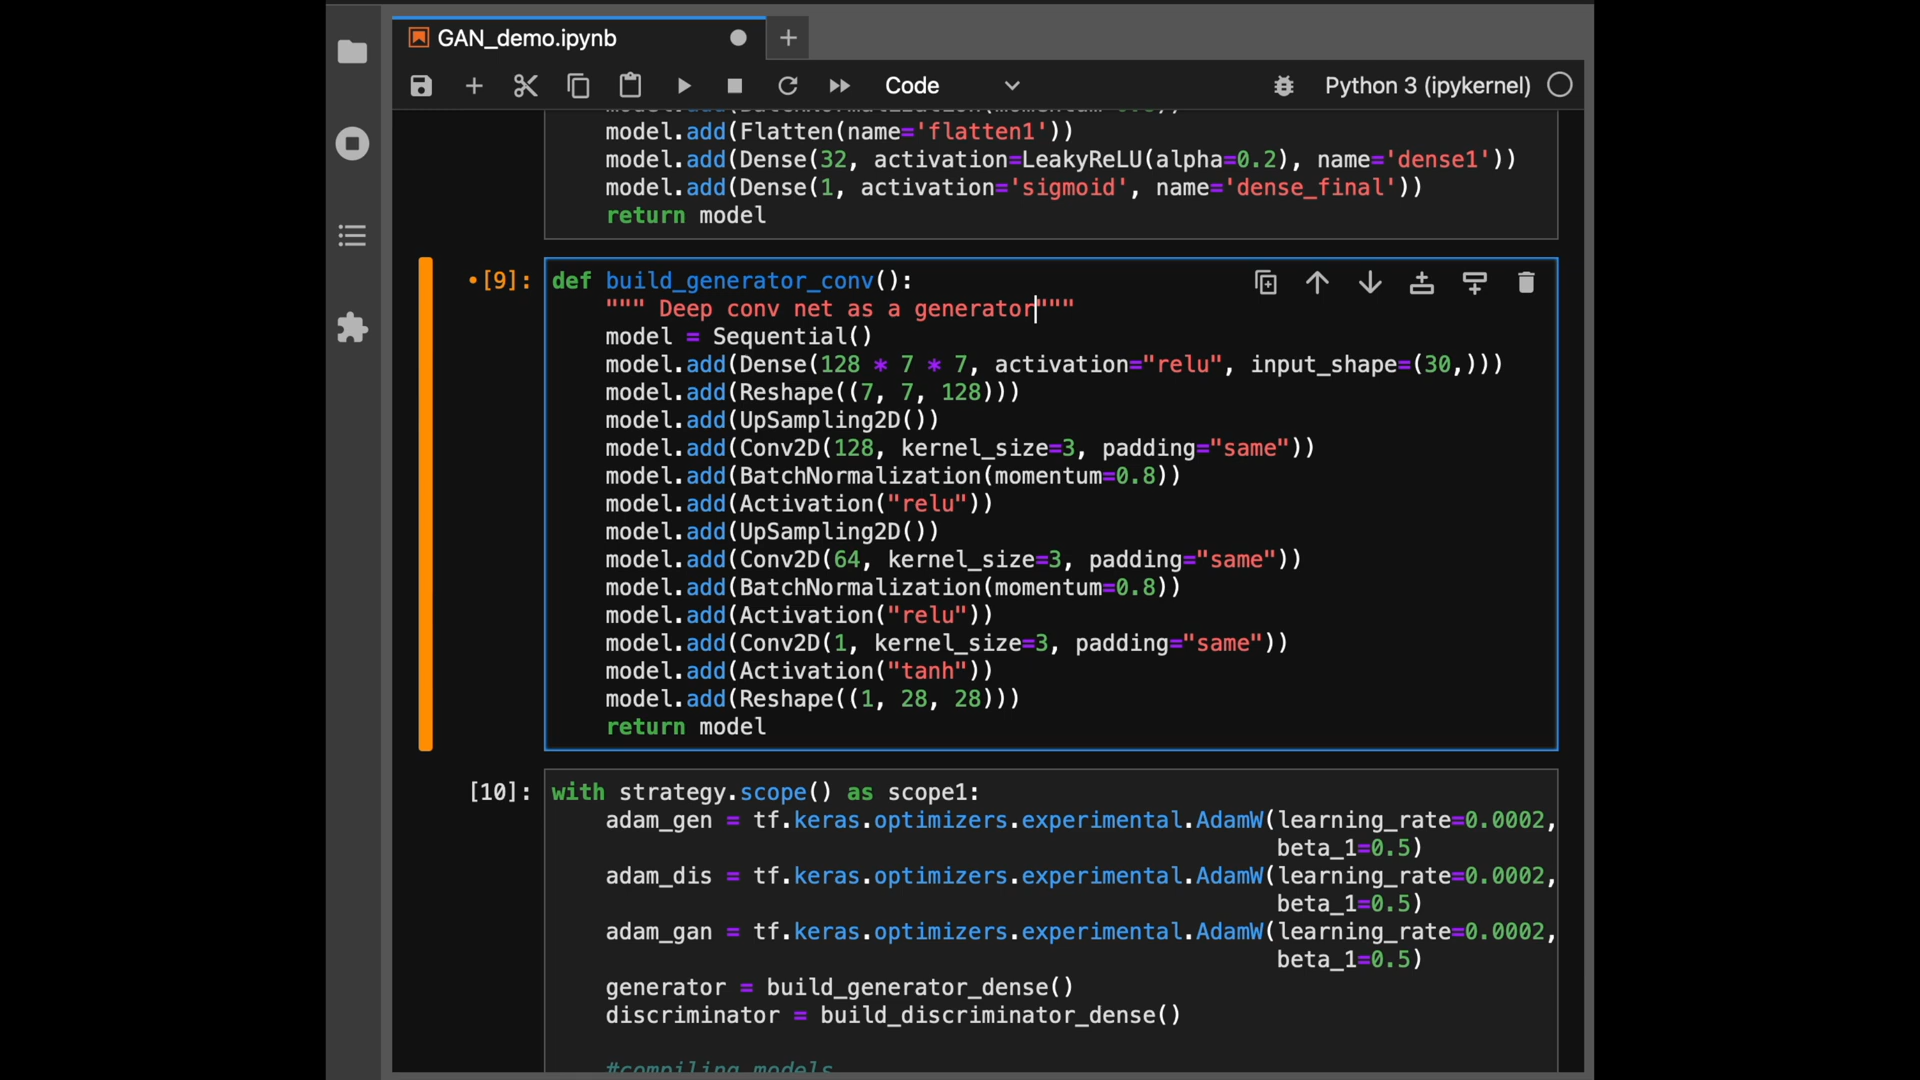 GAN_demo.ipynb
Code
Python 3 (ipykernel)
model.add(BatchNormalization(momentum=0.8))
model.add(Flatten(name='flatten1'))
model.add(Dense(32, activation=LeakyReLU(alpha=0.2), name='dense1'))
model.add(Dense(1, activation='sigmoid', name='dense_final'))
return model
[9]:
def build_generator_conv():
""" Deep conv net as a generator"""
model = Sequential()
model.add(Dense(128 * 7 * 7, activation="relu", input_shape=(30,)))
model.add(Reshape((7, 7, 128)))
model.add(UpSampling2D())
model.add(Conv2D(128, kernel_size=3, padding="same"))
model.add(BatchNormalization(momentum=0.8))
model.add(Activation("relu"))
model.add(UpSampling2D())
model.add(Conv2D(64, kernel_size=3, padding="same"))
model.add(BatchNormalization(momentum=0.8))
model.add(Activation("relu"))
model.add(Conv2D(1, kernel_size=3, padding="same"))
model.add(Activation("tanh"))
model.add(Reshape((1, 28, 28)))
return model
[10]:
with strategy.scope() as scope1:
adam_gen = tf.keras.optimizers.experimental.AdamW(learning_rate=0.0002,
beta_1=0.5)
adam_dis = tf.keras.optimizers.experimental.AdamW(learning_rate=0.0002,
beta_1=0.5)
adam_gan = tf.keras.optimizers.experimental.AdamW(learning_rate=0.0002,
beta_1=0.5)
generator = build_generator_dense()
discriminator = build_discriminator_dense()
#compiling models